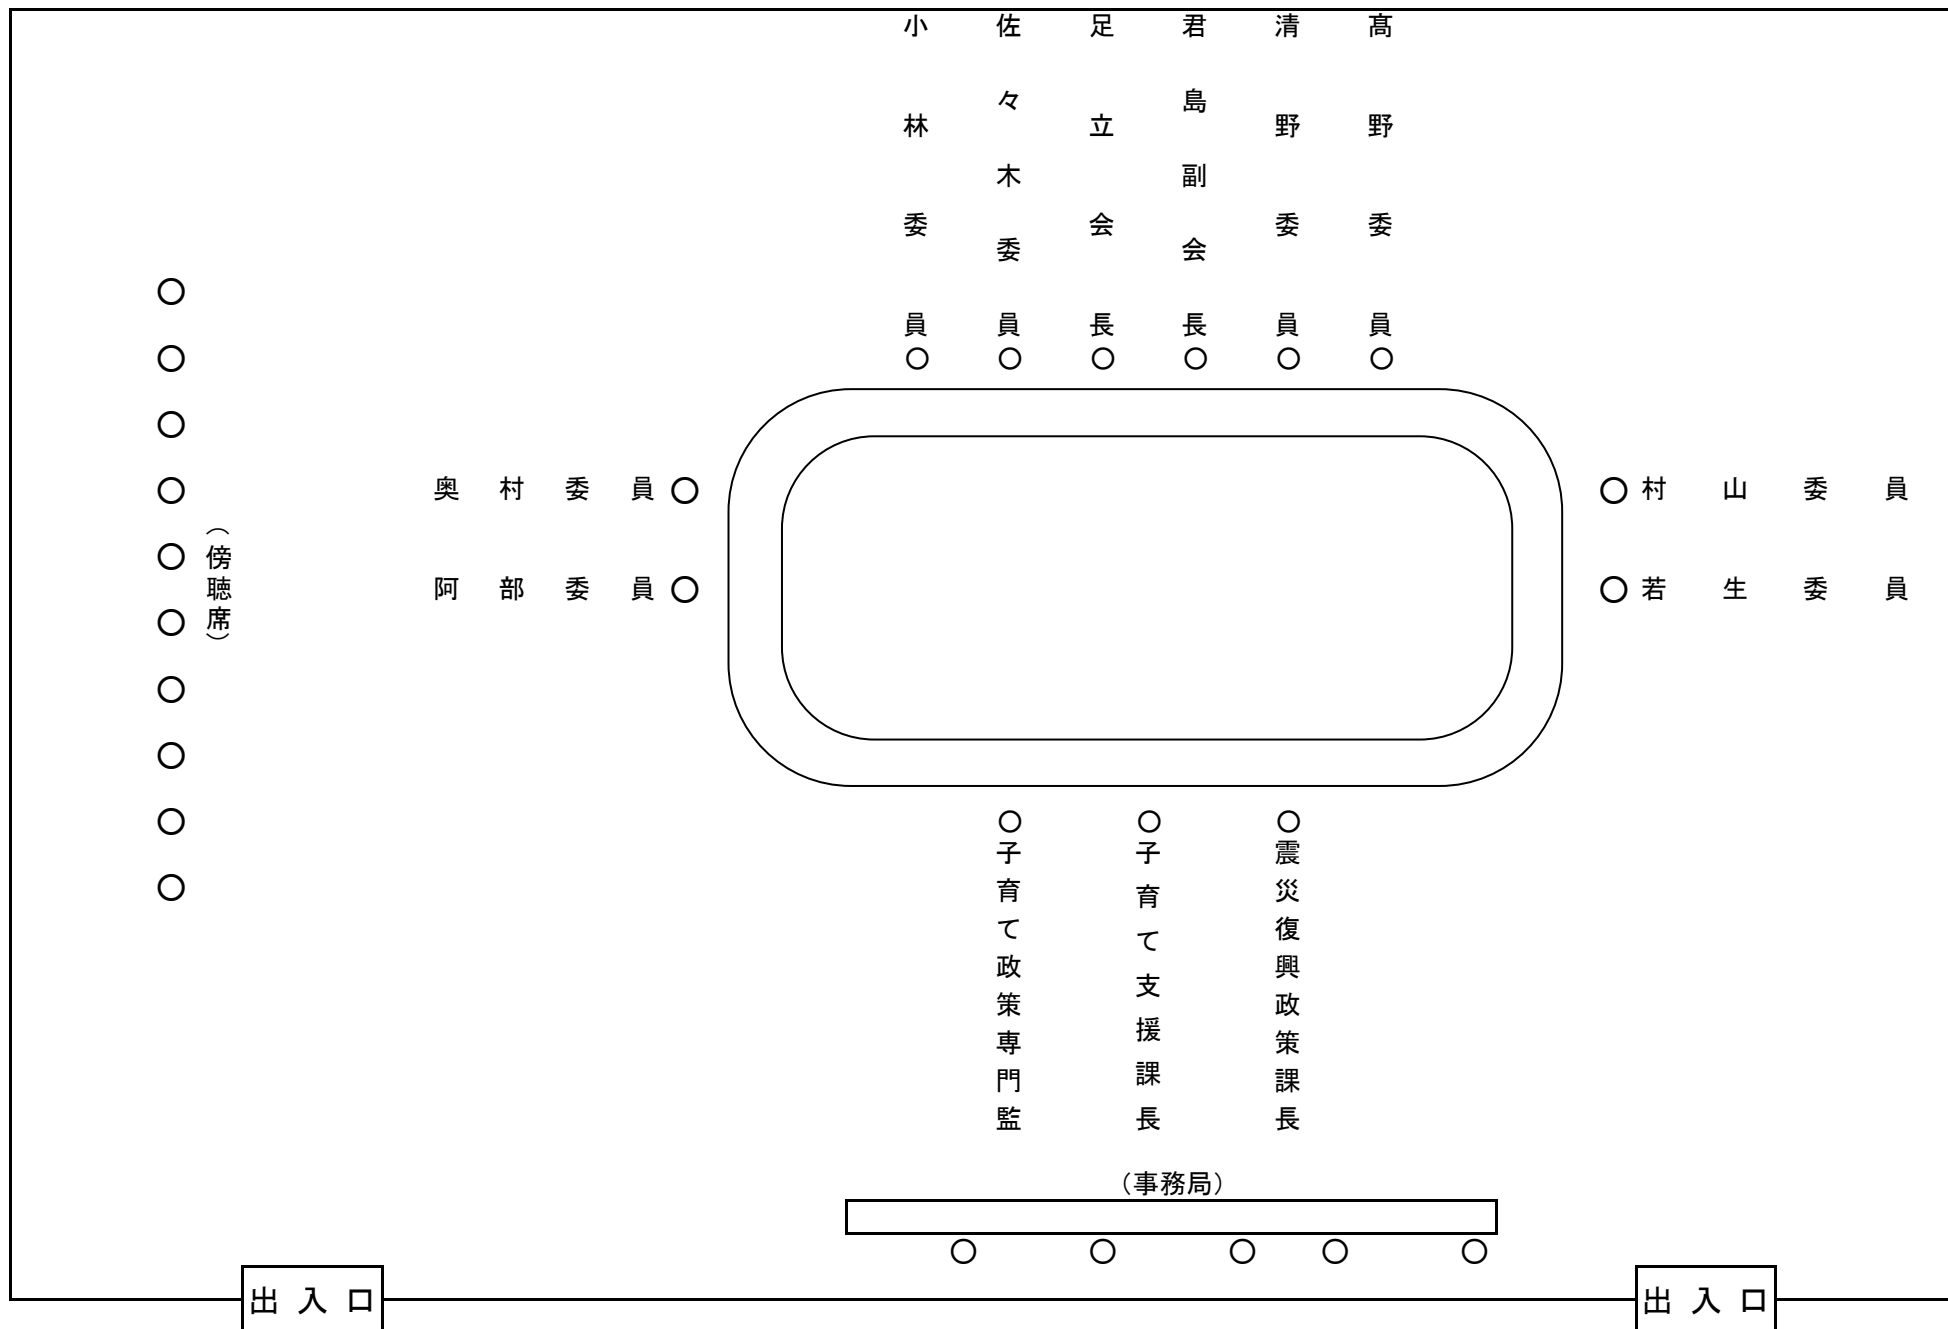 小林委員
佐々木委員
足立会長
君島副会長
清野委員
髙野委員
奥村委員
村山委員
阿部委員
若生委員
（傍聴席）
子育て政策専門監
子育て支援課長
震災復興政策課長
（事務局）
出入口
出入口